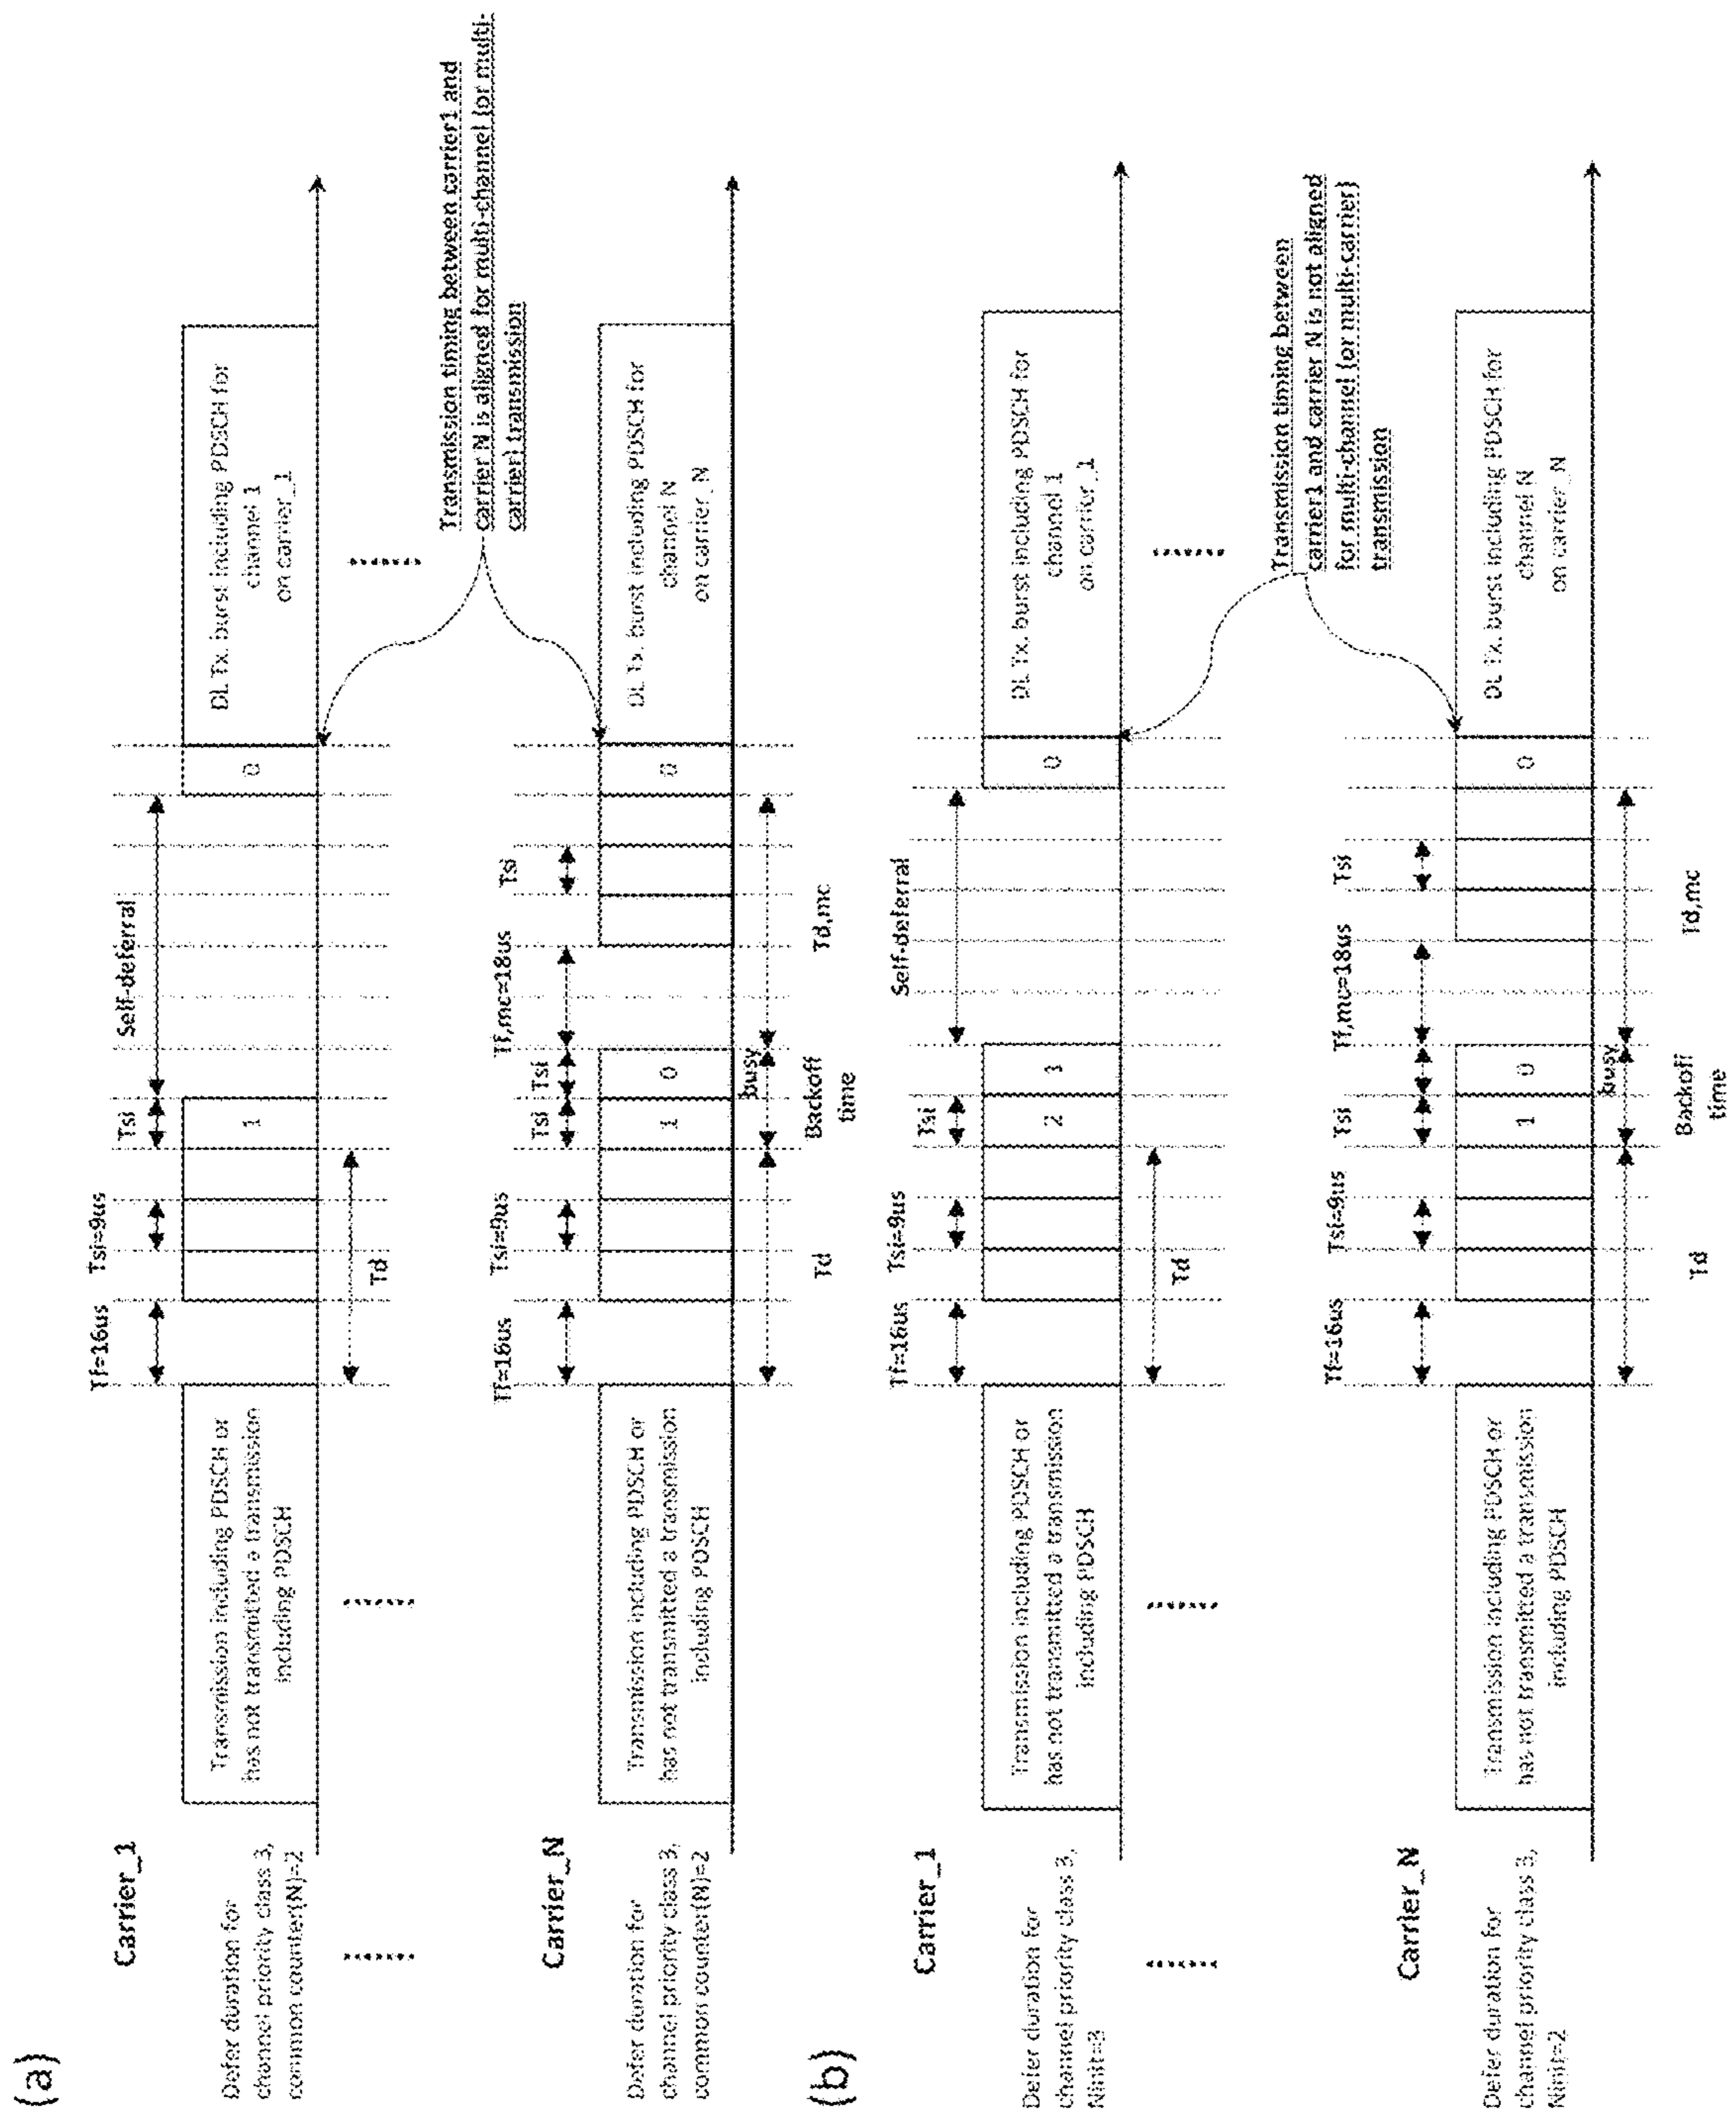 (a)
Carrier_1
Defer duration for
channel priority class 3,
common counter(N)=2
Transmission including PDSCH or
has not transmitted a transmission
including PDSCH
Tf=16us
Tsi=9us
Tsi
Self-deferral
Td
1
0
DL Tx. burst including PDSCH for
channel 1
on carrier_1
Transmission timing between carrier1 and
carrier N is aligned for multi-channel (or multi-
carrier) transmission
Carrier_N
Defer duration for
channel priority class 3,
common counter(N)=2
Transmission including PDSCH or
has not transmitted a transmission
including PDSCH
Tf=16us
Tsi=9us
Tsi
Tsi
Tf,mc=18us
Tsi
1
0
0
busy
Td
Backoff
time
Td,mc
DL Tx. burst including PDSCH for
channel N
on carrier_N
(b)
Carrier_1
Defer duration for
channel priority class 3,
Ninit=3
Transmission including PDSCH or
has not transmitted a transmission
including PDSCH
Tf=16us
Tsi=9us
Tsi
Self-deferral
Td
2
1
0
DL Tx. burst including PDSCH for
channel 1
on carrier_1
Transmission timing between
carrier1 and carrier N is not aligned
for multi-channel (or multi-carrier)
transmission
Carrier_N
Defer duration for
channel priority class 3,
Ninit=2
Transmission including PDSCH or
has not transmitted a transmission
including PDSCH
Tf=16us
Tsi=9us
Tsi
Tf,mc=18us
Tsi
1
0
0
busy
Td
Backoff
time
Td,mc
DL Tx. burst including PDSCH for
channel N
on carrier_N